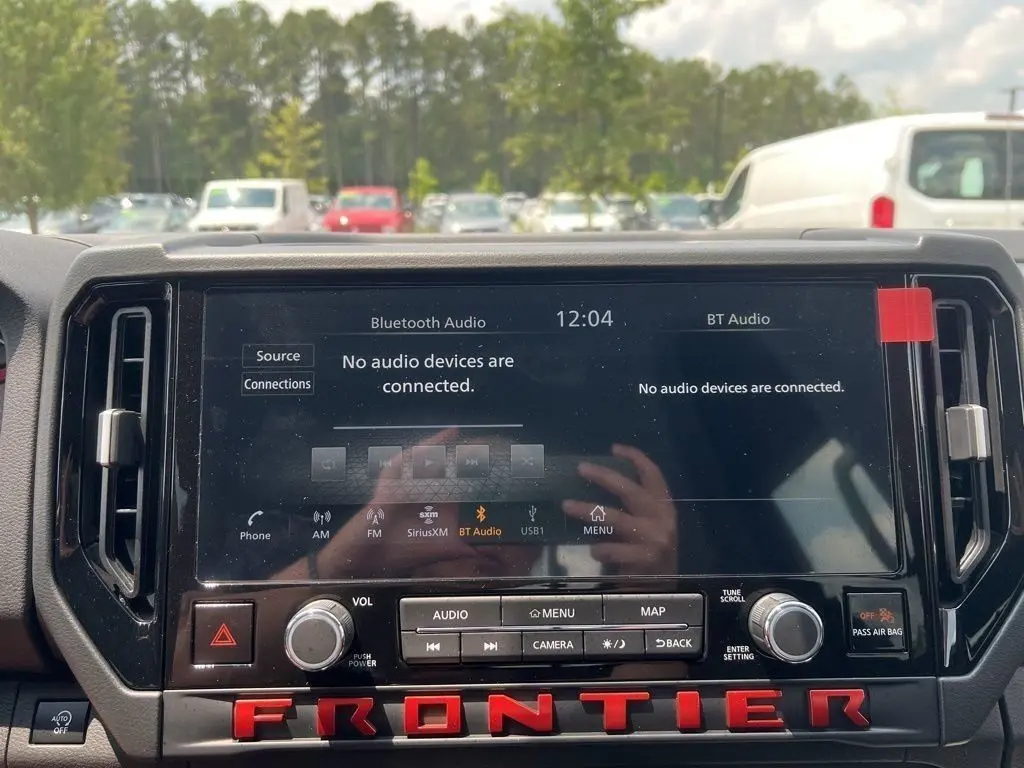 Bluetooth Audio
12:04
BT Audio
Source
Connections
No audio devices are
connected.
No audio devices are connected.
Phone
AM
FM
sxm
SiriusXM
BT Audio
USB1
MENU
VOL
PUSH
POWER
AUDIO
MENU
MAP
CAMERA
BACK
TUNE
SCROLL
ENTER
SETTING
OFF
PASS AIR BAG
AUTO
OFF
FRONTIER